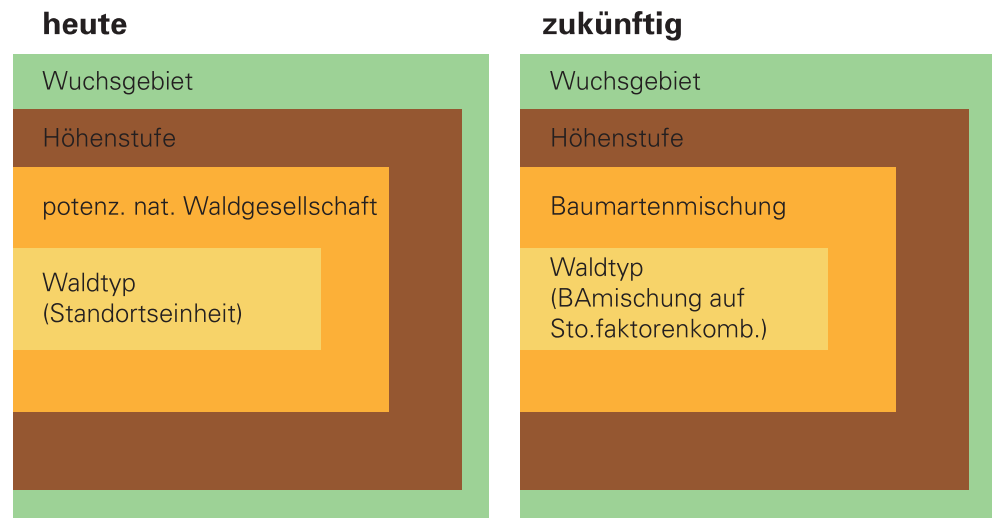 heute
Wuchsgebiet
Höhenstufe
potenz. nat. Waldgesellschaft
Waldtyp
(Standortseinheit)
zukünftig
Wuchsgebiet
Höhenstufe
Baumartenmischung
Waldtyp
(BAmischung auf
Sto.faktorenkomb.)